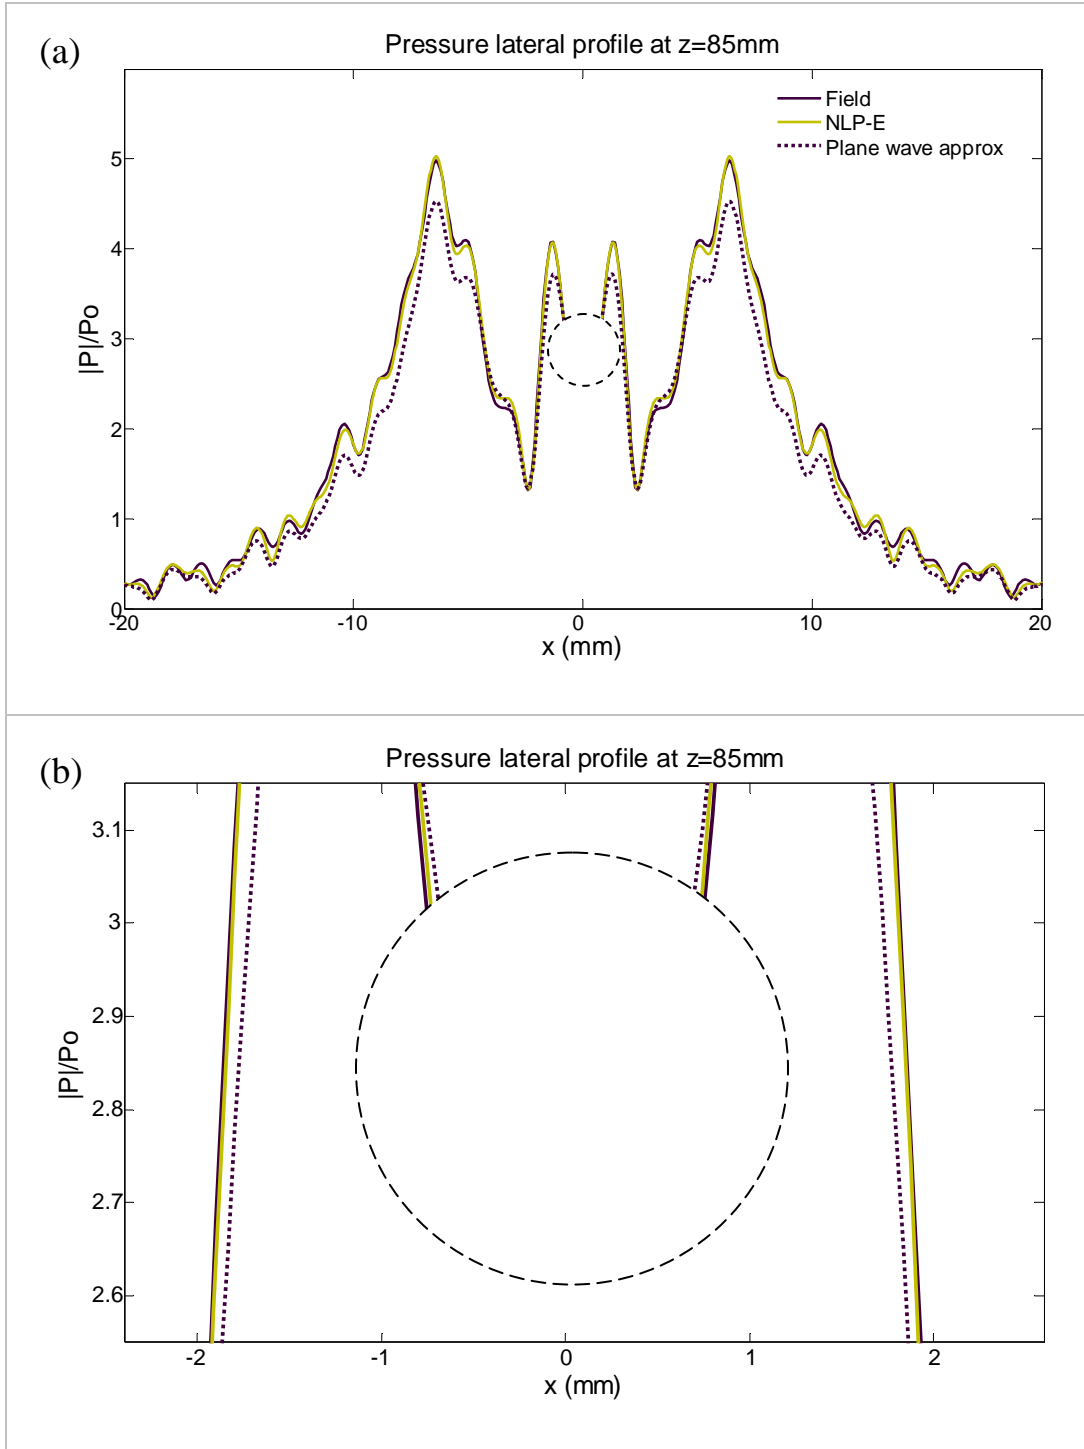 (a)
Pressure lateral profile at z=85mm
Field
NLP-E
Plane wave approx
5
4
3
2
1
0
|P|/Po
-20
-10
0
10
20
x (mm)
(b)
Pressure lateral profile at z=85mm
3.1
3
2.9
2.8
2.7
2.6
|P|/Po
-2
-1
0
1
2
x (mm)